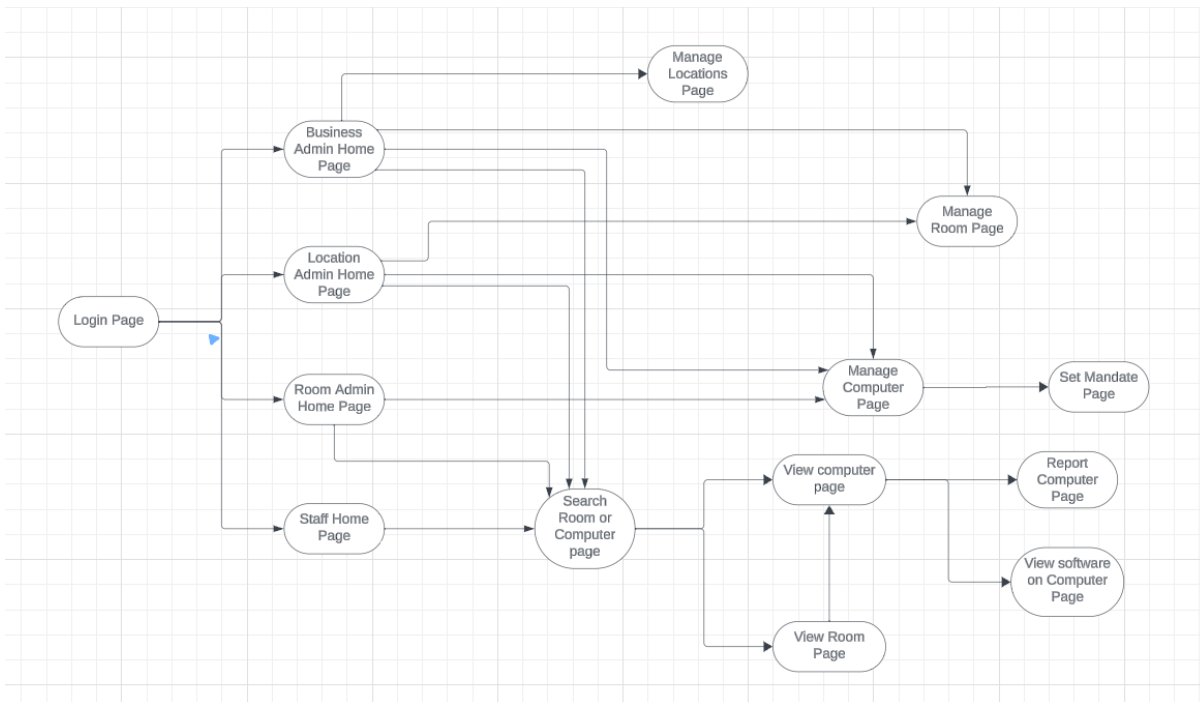 Manage
Locations
Page
Business
Admin Home
Page
Manage
Room Page
Location
Admin Home
Page
Login Page
Room Admin
Home Page
Manage
Computer
Page
Set Mandate
Page
Staff Home
Page
Search
Room or
Computer
page
View computer
page
Report
Computer
Page
View software
on Computer
Page
View Room
Page